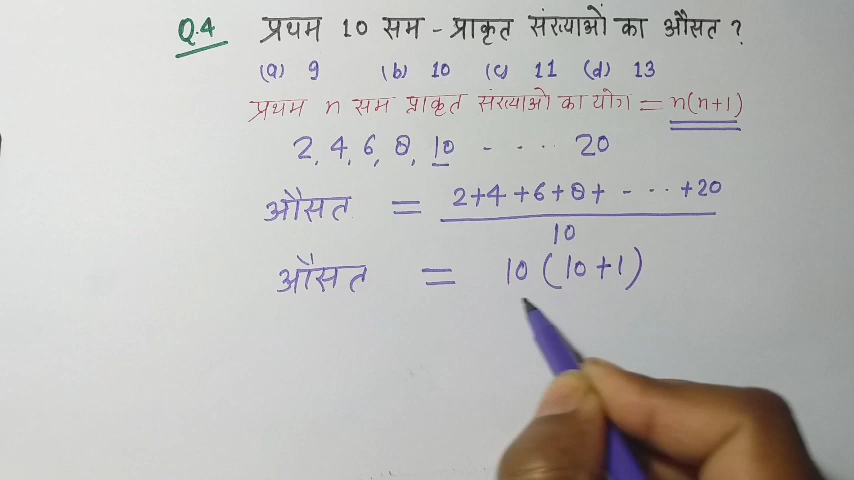 Q.4 प्रथम 10 सम - प्राकृत संख्याओं का औसत ?
(a) 9 (b) 10 (c) 11 (d) 13
प्रथम n सम प्राकृत संख्याओ का योग = n(n+1)
2, 4, 6, 8, 10 - - - - - 20
औसत = 2+4+6+8+ - - - - +20
10
औसत = 10(10+1)